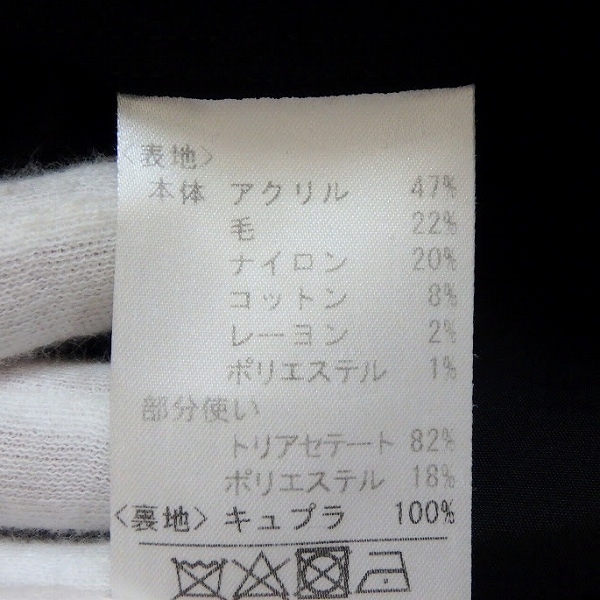 <表地>
本体 アクリル 47%
毛 22%
ナイロン 20%
コットン 8%
レーヨン 2%
ポリエステル 1%
部分使い
トリアセテート 82%
ポリエステル 18%
<裏地> キュプラ 100%